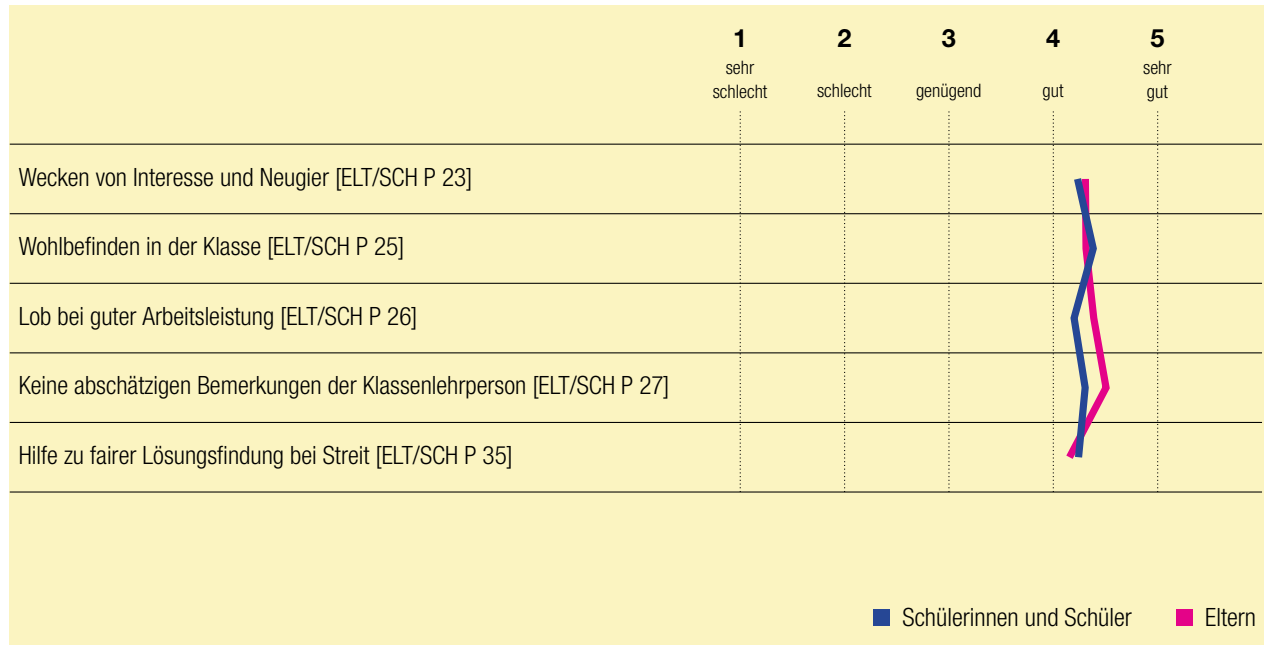 1 2 3 4 5
sehr schlecht schlecht genügend gut sehr gut
Wecken von Interesse und Neugier [ELT/SCH P 23]
Wohlbefinden in der Klasse [ELT/SCH P 25]
Lob bei guter Arbeitsleistung [ELT/SCH P 26]
Keine abschätzigen Bemerkungen der Klassenlehrperson [ELT/SCH P 27]
Hilfe zu fairer Lösungsfindung bei Streit [ELT/SCH P 35]
Schülerinnen und Schüler Eltern